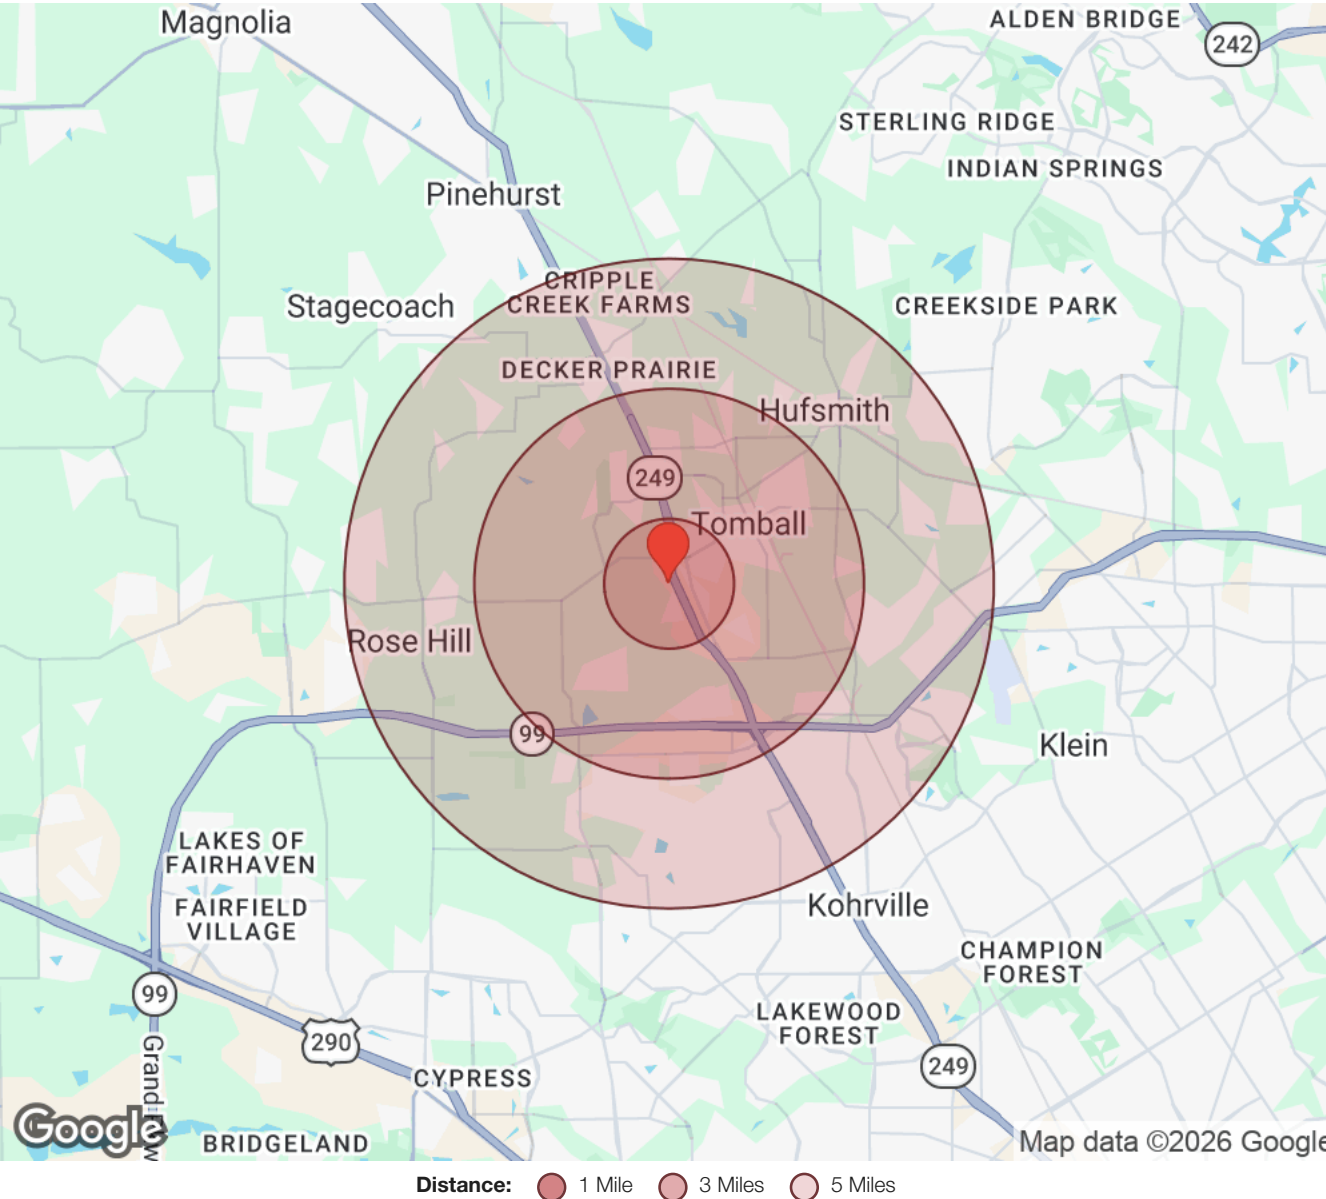 Magnolia
ALDEN BRIDGE
242
STERLING RIDGE
INDIAN SPRINGS
Pinehurst
CRIPPLE
CREEK FARMS
Stagecoach
CREEKSIDE PARK
DECKER PRAIRIE
Hufsmith
249
Tomball
Rose Hill
99
Klein
LAKES OF
FAIRHAVEN
FAIRFIELD
VILLAGE
Kohrville
CHAMPION
FOREST
99
LAKEWOOD
FOREST
290
249
Grand
CYPRESS
Google
BRIDGELAND
Map data ©2026 Google
Distance: 1 Mile 3 Miles 5 Miles